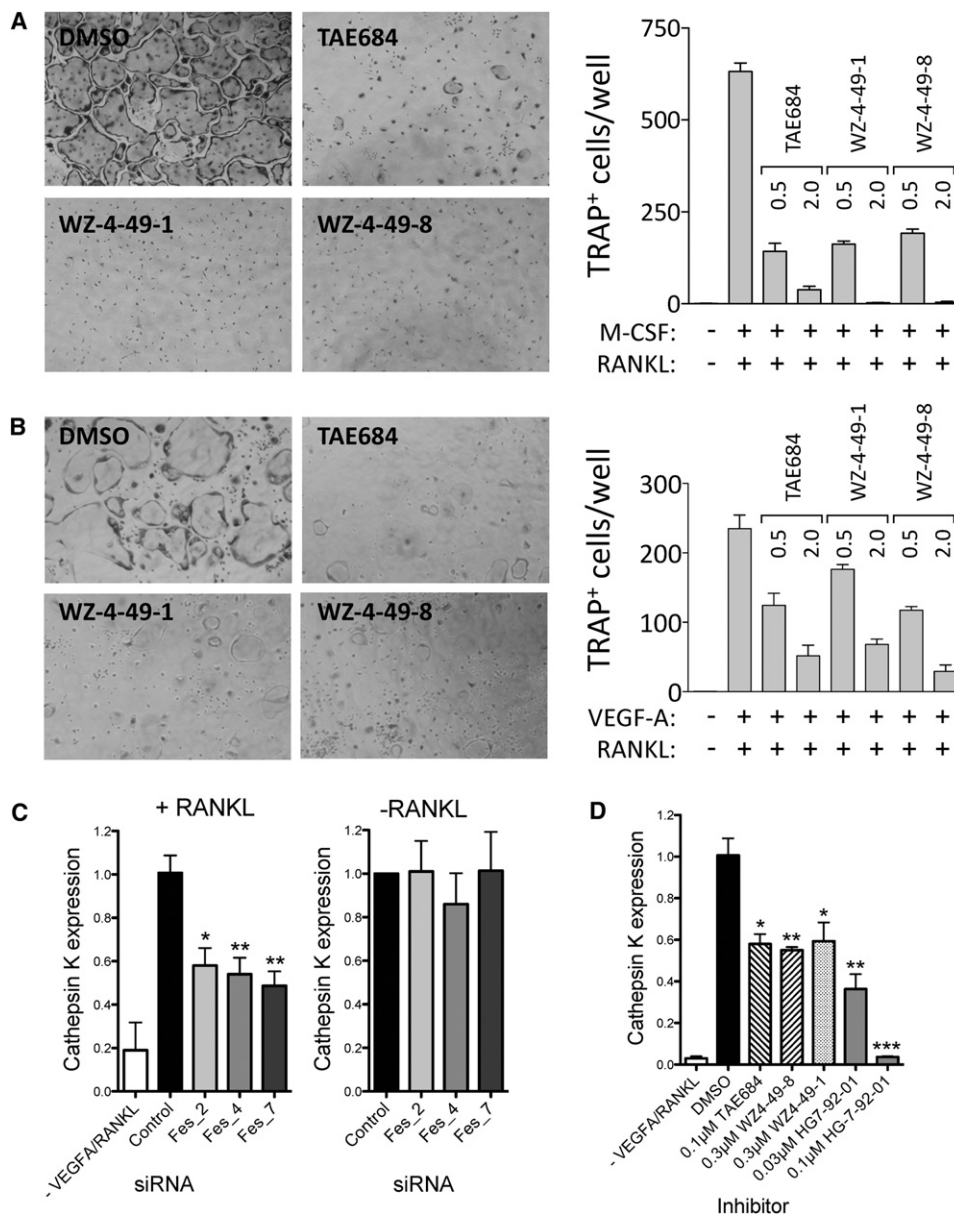 A
DMSO
TAE684
WZ-4-49-1
WZ-4-49-8
TRAP+ cells/well
750
500
250
0
TAE684
WZ-4-49-1
WZ-4-49-8
0.5 2.0 0.5 2.0 0.5 2.0
M-CSF: - + + + + + + +
RANKL: - + + + + + + +
B
DMSO
TAE684
WZ-4-49-1
WZ-4-49-8
TRAP+ cells/well
300
200
100
0
TAE684
WZ-4-49-1
WZ-4-49-8
0.5 2.0 0.5 2.0 0.5 2.0
VEGF-A: - + + + + + + +
RANKL: - + + + + + + +
C
+ RANKL
Cathepsin K expression
1.2
1.0
0.8
0.6
0.4
0.2
0.0
* ** **
- VEGFA/RANKL
Control
Fes_2
Fes_4
Fes_7
siRNA
-RANKL
Cathepsin K expression
1.2
1.0
0.8
0.6
0.4
0.2
0.0
Control
Fes_2
Fes_4
Fes_7
siRNA
D
Cathepsin K expression
1.2
1.0
0.8
0.6
0.4
0.2
0.0
* ** * ** ***
- VEGFA/RANKL
DMSO
0.1µM TAE684
0.3µM WZ4-49-8
0.3µM WZ4-49-1
0.03µM HG7-92-01
0.1µM HG-7-92-01
Inhibitor